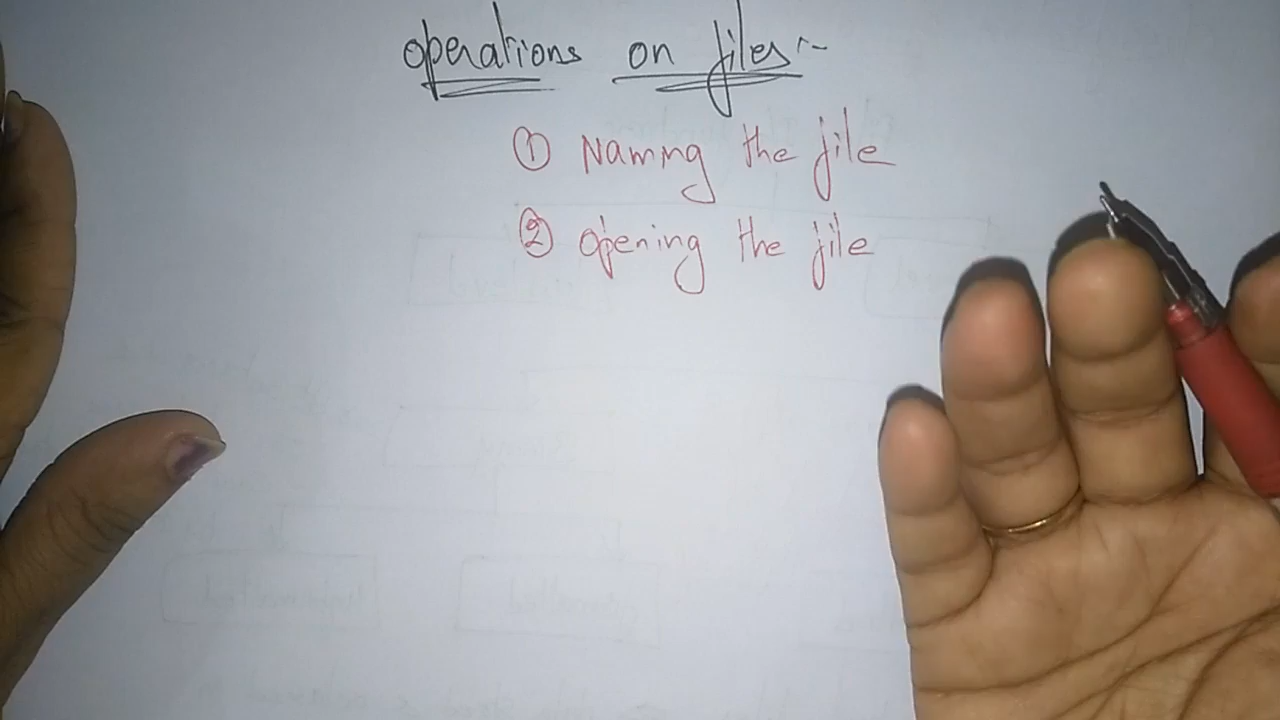 operations on files :-
① Naming the file
② opening the file